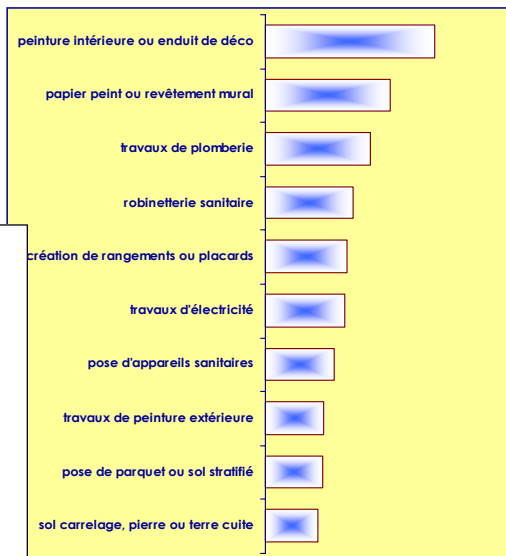 peinture intérieure ou enduit de déco
papier peint ou revêtement mural
travaux de plomberie
robinetterie sanitaire
création de rangements ou placards
travaux d'électricité
pose d'appareils sanitaires
travaux de peinture extérieure
pose de parquet ou sol stratifié
sol carrelage, pierre ou terre cuite